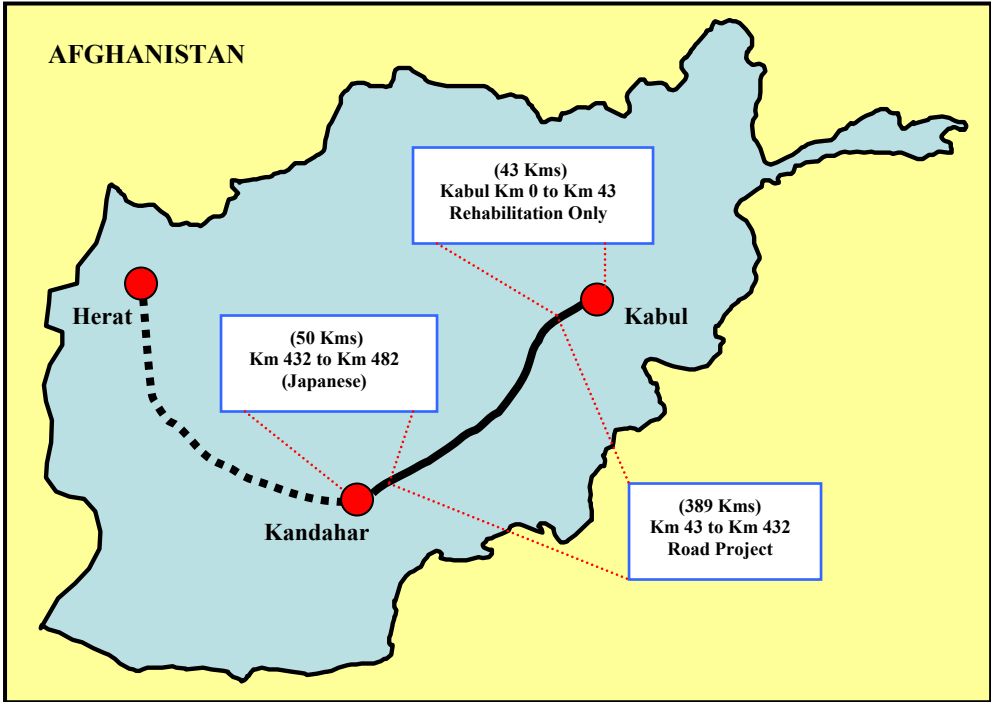 AFGHANISTAN
(43 Kms)
Kabul Km 0 to Km 43
Rehabilitation Only
Herat
Kabul
(50 Kms)
Km 432 to Km 482
(Japanese)
Kandahar
(389 Kms)
Km 43 to Km 432
Road Project